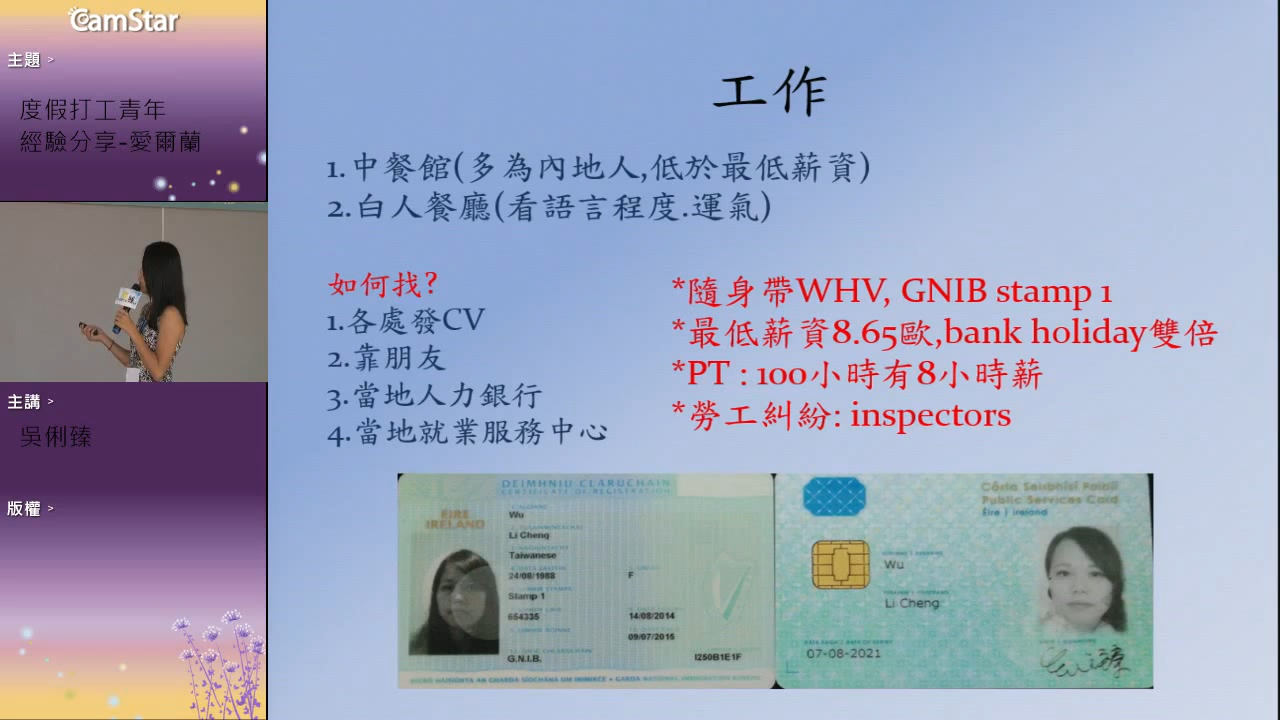 CamStar
主題 >
度假打工青年
經驗分享-愛爾蘭
主講 >
吳俐臻
版權 >
工作
1.中餐館(多為內地人,低於最低薪資)
2.白人餐廳(看語言程度.運氣)
如何找?
1.各處發CV
2.靠朋友
3.當地人力銀行
4.當地就業服務中心
*隨身帶WHV, GNIB stamp 1
*最低薪資8.65歐,bank holiday雙倍
*PT : 100小時有8小時薪
*勞工糾紛: inspectors
DEIMHNIU CLARUCHAIN
CERTIFICATE OF REGISTRATION
EIRE
IRELAND
Wu
Li Cheng
Taiwanese
24/08/1988
F
Stamp 1
654335
14/08/2014
09/07/2015
G.N.I.B.
I250B1E1F
Cárta Seirbhísí Poiblí
Public Services Card
Éire | Ireland
Wu
Li Cheng
07-08-2021